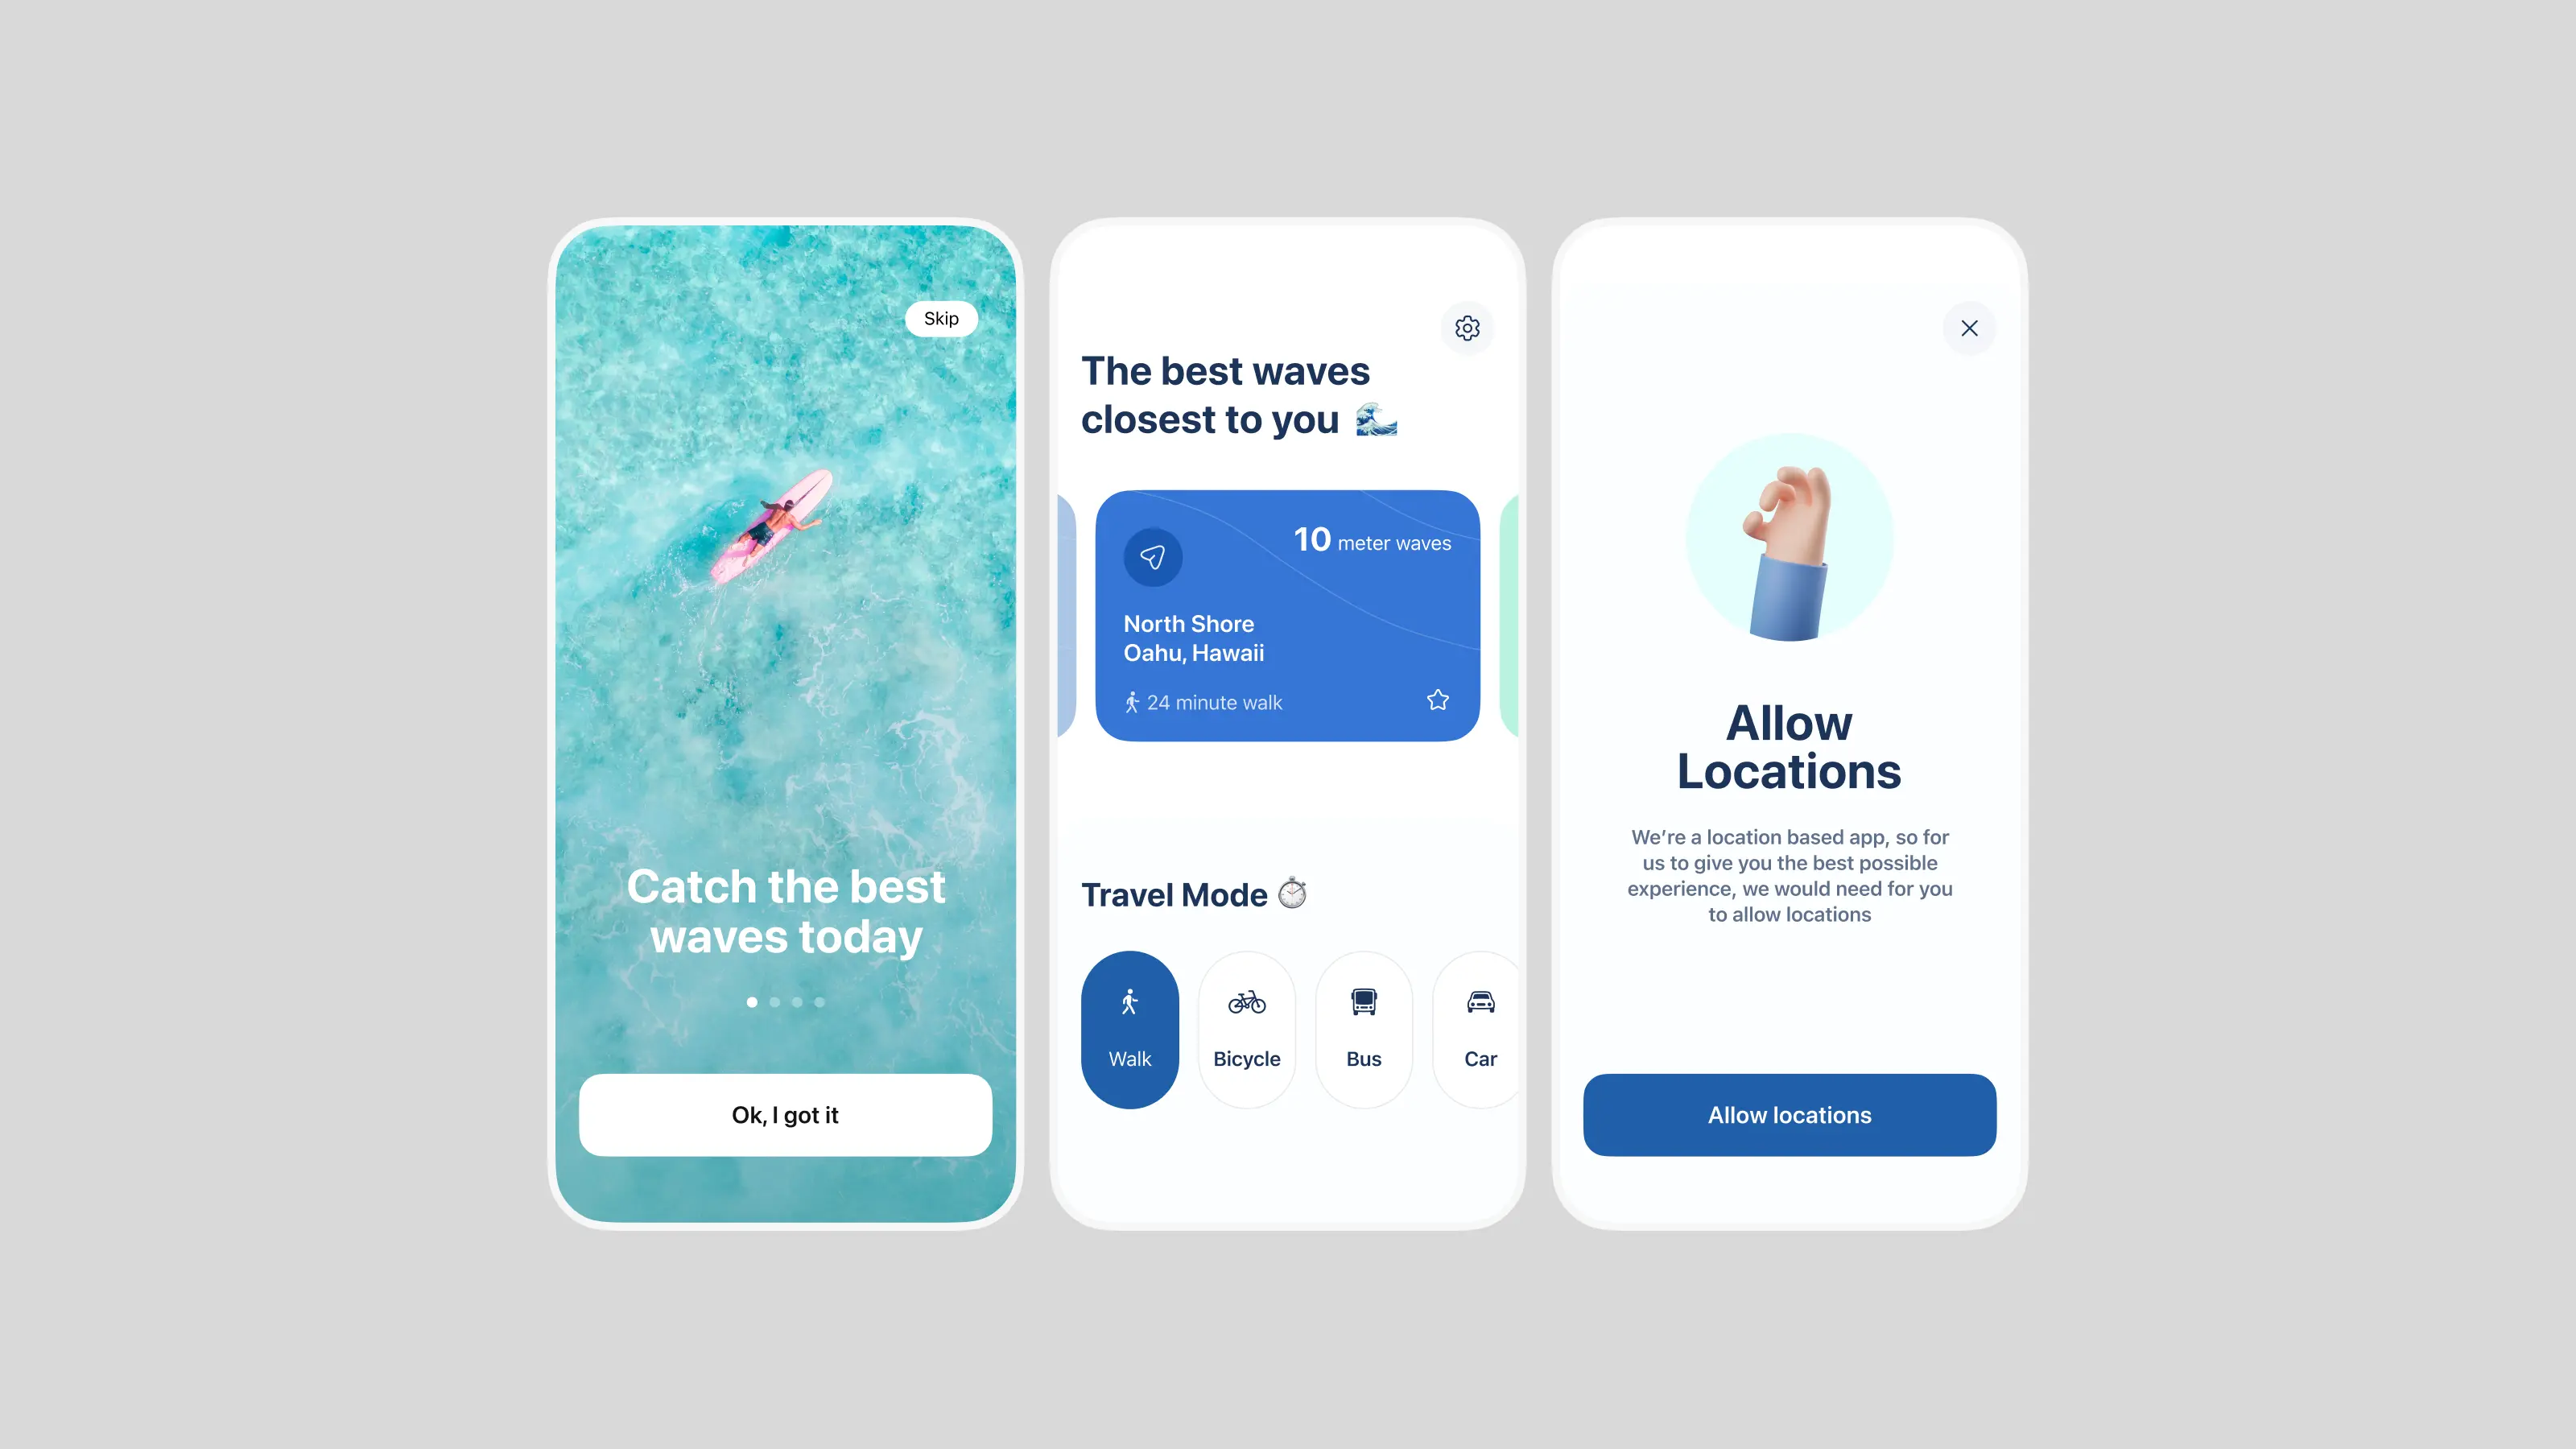 Skip
Catch the best
waves today
Ok, I got it
The best waves
closest to you 🌊
10 meter waves
North Shore
Oahu, Hawaii
24 minute walk
Travel Mode ⏱️
Walk
Bicycle
Bus
Car
Allow
Locations
We’re a location based app, so for
us to give you the best possible
experience, we would need for you
to allow locations
Allow locations